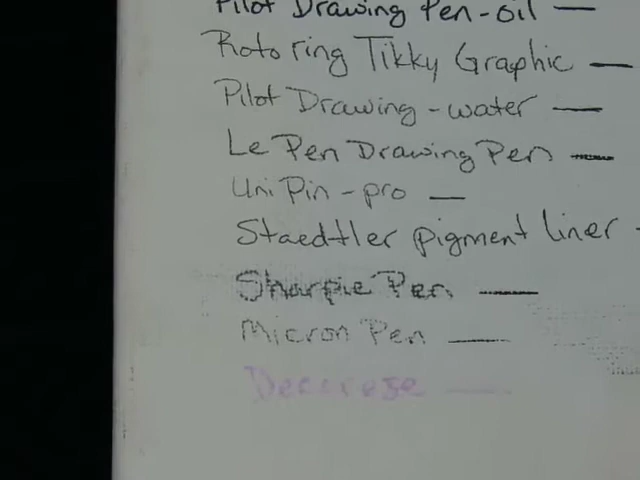 Pilot Drawing Pen-oil —
Rotoring Tikky Graphic —
Pilot Drawing - water —
Le Pen Drawing Pen —
Uni Pin - pro —
Staedtler pigment liner -
Sharpie Pen —
Micron Pen —